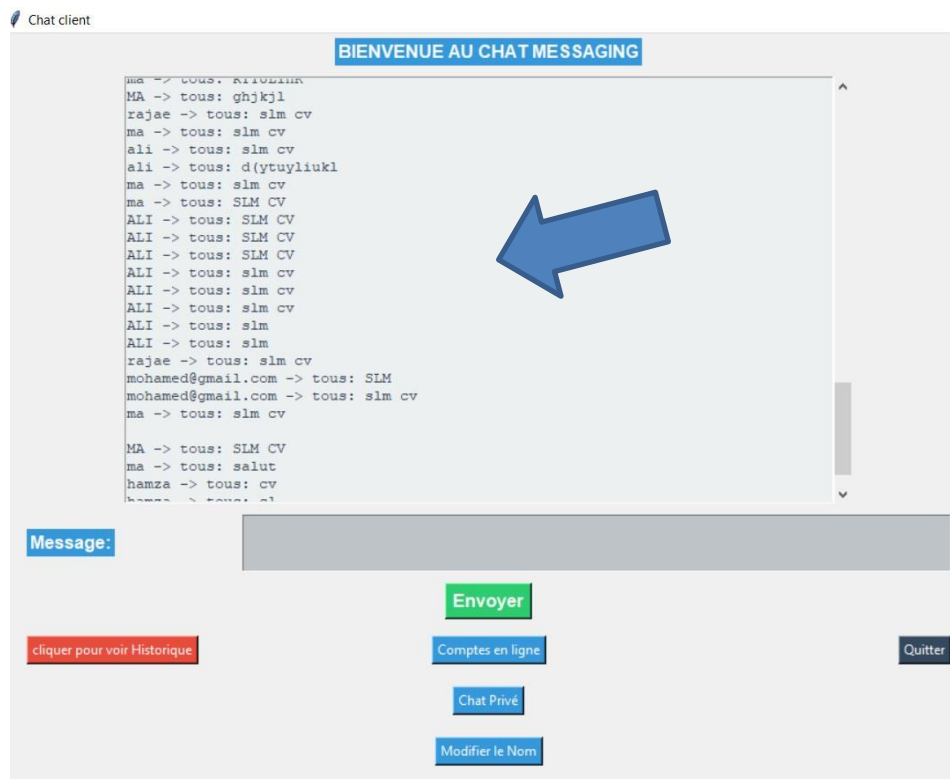 Chat client
BIENVENUE AU CHAT MESSAGING
ma -> tous:
MA -> tous: ghjkjl
rajae -> tous: slm cv
ma -> tous: slm cv
ali -> tous: slm cv
ali -> tous: d(ytuyliukl
ma -> tous: slm cv
ma -> tous: SLM CV
ALI -> tous: SLM CV
ALI -> tous: SLM CV
ALI -> tous: SLM CV
ALI -> tous: slm cv
ALI -> tous: slm cv
ALI -> tous: slm cv
ALI -> tous: slm
ALI -> tous: slm
rajae -> tous: slm cv
mohamed@gmail.com -> tous: SLM
mohamed@gmail.com -> tous: slm cv
ma -> tous: slm cv
MA -> tous: SLM CV
ma -> tous: salut
hamza -> tous: cv
hamza -> tous:
Message:
Envoyer
cliquer pour voir Historique
Comptes en ligne
Quitter
Chat Privé
Modifier le Nom